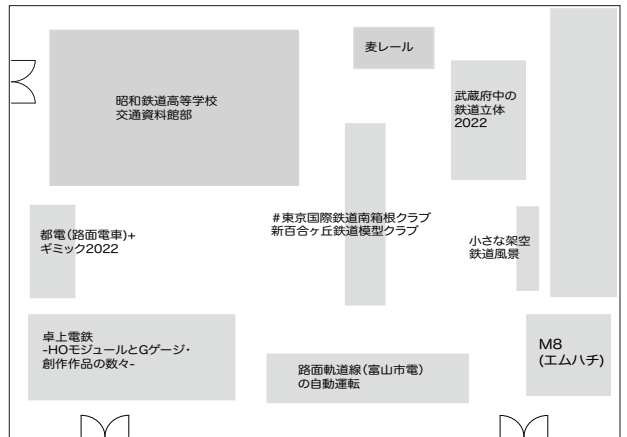 麦レール
昭和鉄道高等学校
交通資料館部
武蔵府中の
鉄道立体
2022
#東京国際鉄道南箱根クラブ
新百合ヶ丘鉄道模型クラブ
都電(路面電車)+
ギミック2022
小さな架空
鉄道風景
卓上電鉄
-HOモジュールとGゲージ・
創作作品の数々-
路面軌道線(富山市電)
の自動運転
M8
(エムハチ)